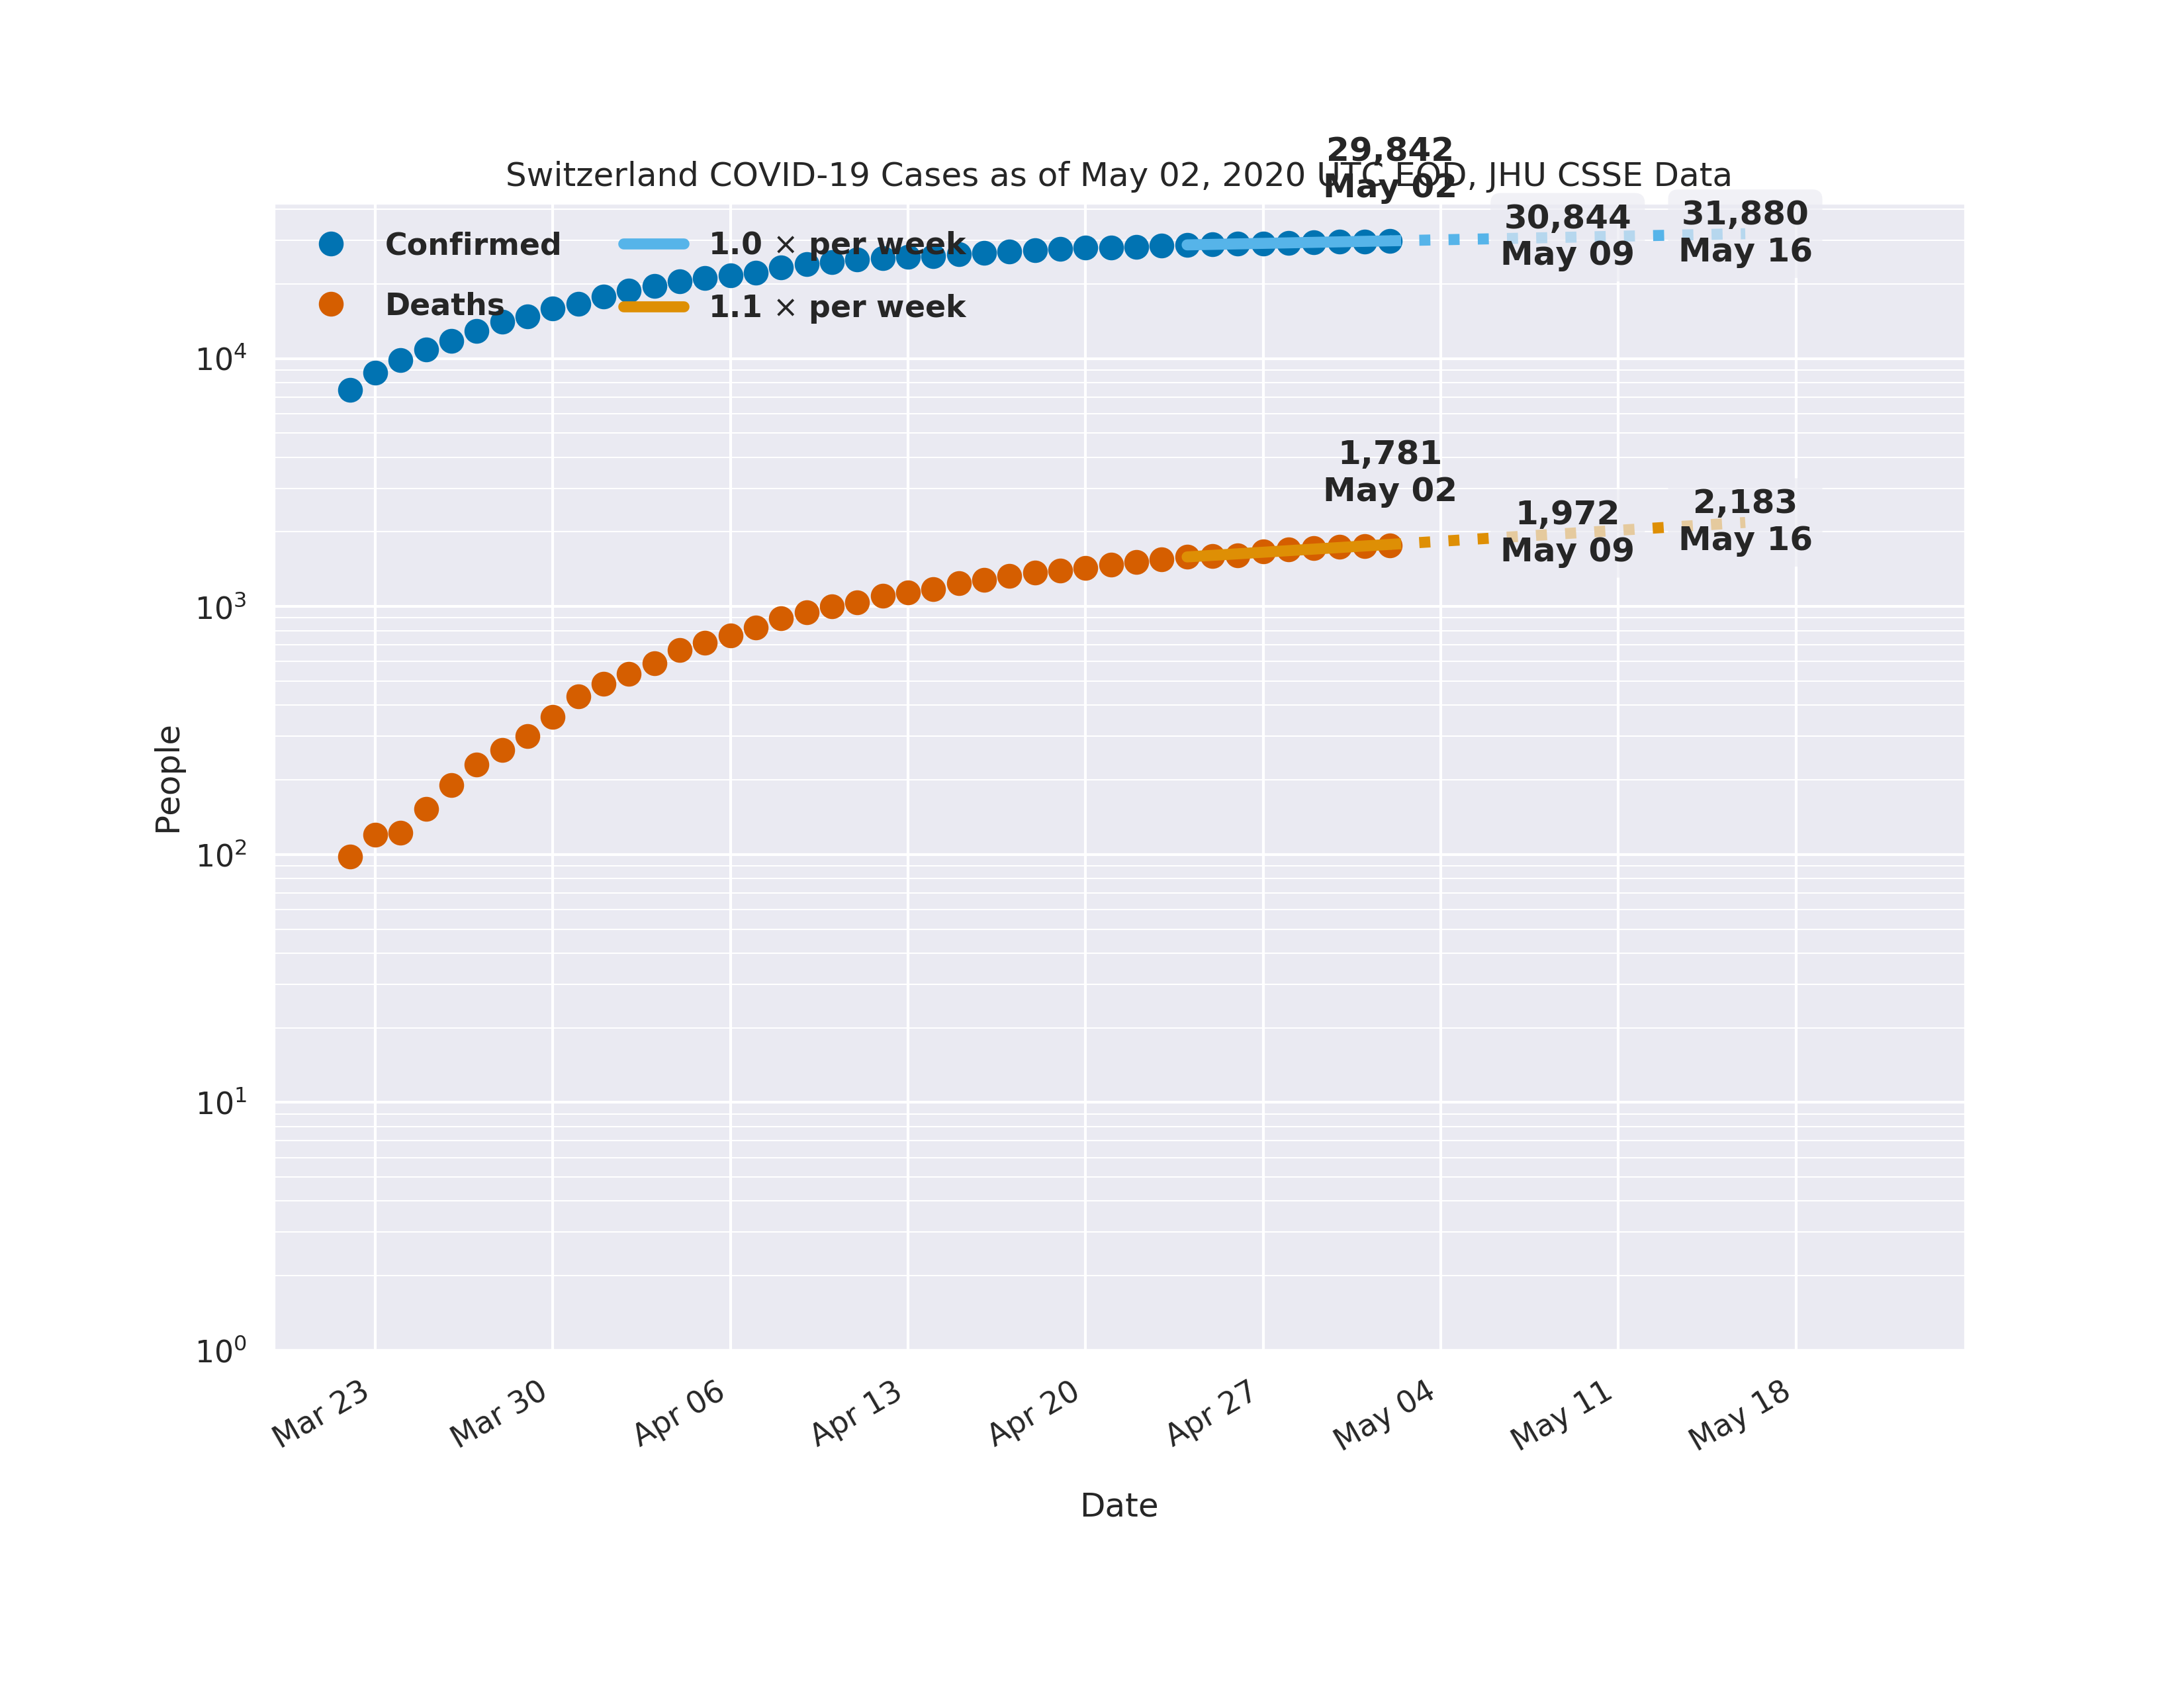 29,842
May 02
Switzerland COVID-19 Cases as of May 02, 2020 UTC EOD, JHU CSSE Data
30,844
May 09
31,880
May 16
Confirmed
Deaths
1.0 × per week
1.1 × per week
1,781
May 02
1,972
May 09
2,183
May 16
10⁴
10³
10²
10¹
10⁰
People
Mar 23
Mar 30
Apr 06
Apr 13
Apr 20
Apr 27
May 04
May 11
May 18
Date